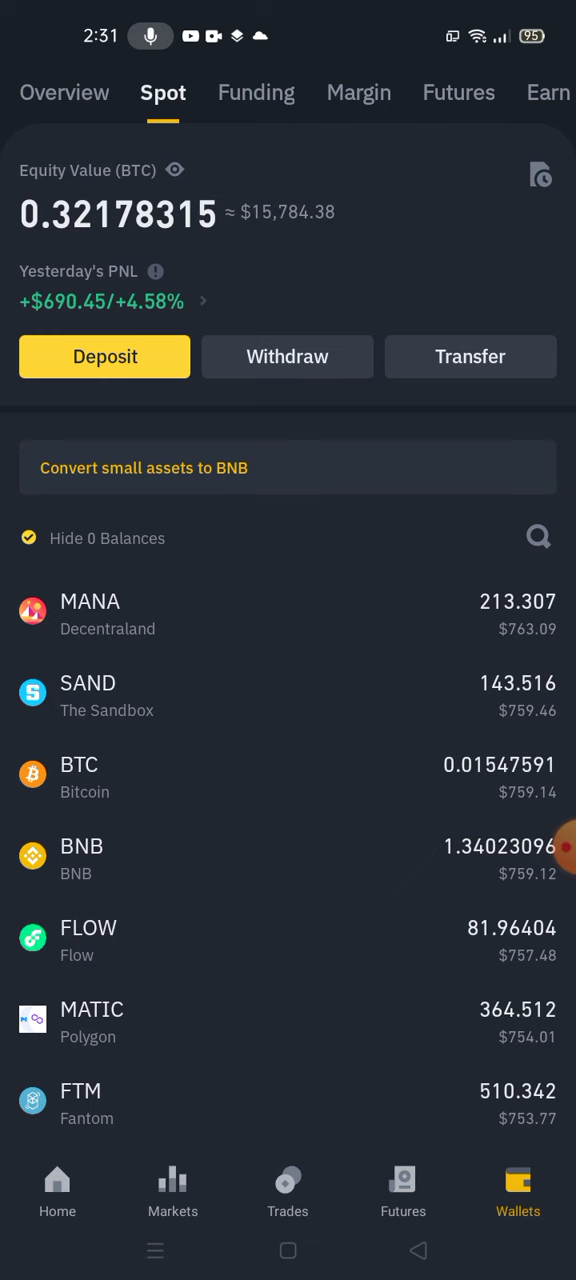 2:31 95
Overview Spot Funding Margin Futures Earn
Equity Value (BTC)
0.32178315 ≈ $15,784.38
Yesterday's PNL
+$690.45/+4.58%
Deposit Withdraw Transfer
Convert small assets to BNB
Hide 0 Balances
MANA 213.307
Decentraland $763.09
SAND 143.516
The Sandbox $759.46
BTC 0.01547591
Bitcoin $759.14
BNB 1.34023096
BNB $759.12
FLOW 81.96404
Flow $757.48
MATIC 364.512
Polygon $754.01
FTM 510.342
Fantom $753.77
Home Markets Trades Futures Wallets